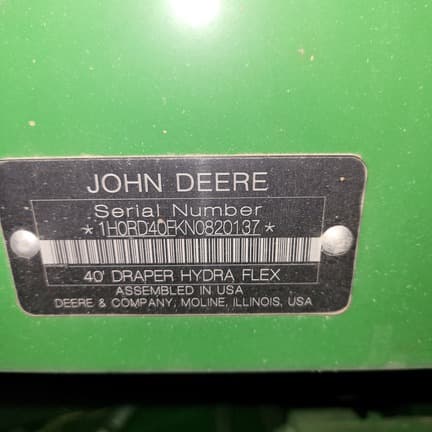 JOHN DEERE
Serial Number
*1H0RD40FKN0820137*
40' DRAPER HYDRA FLEX
ASSEMBLED IN USA
DEERE & COMPANY, MOLINE, ILLINOIS, USA